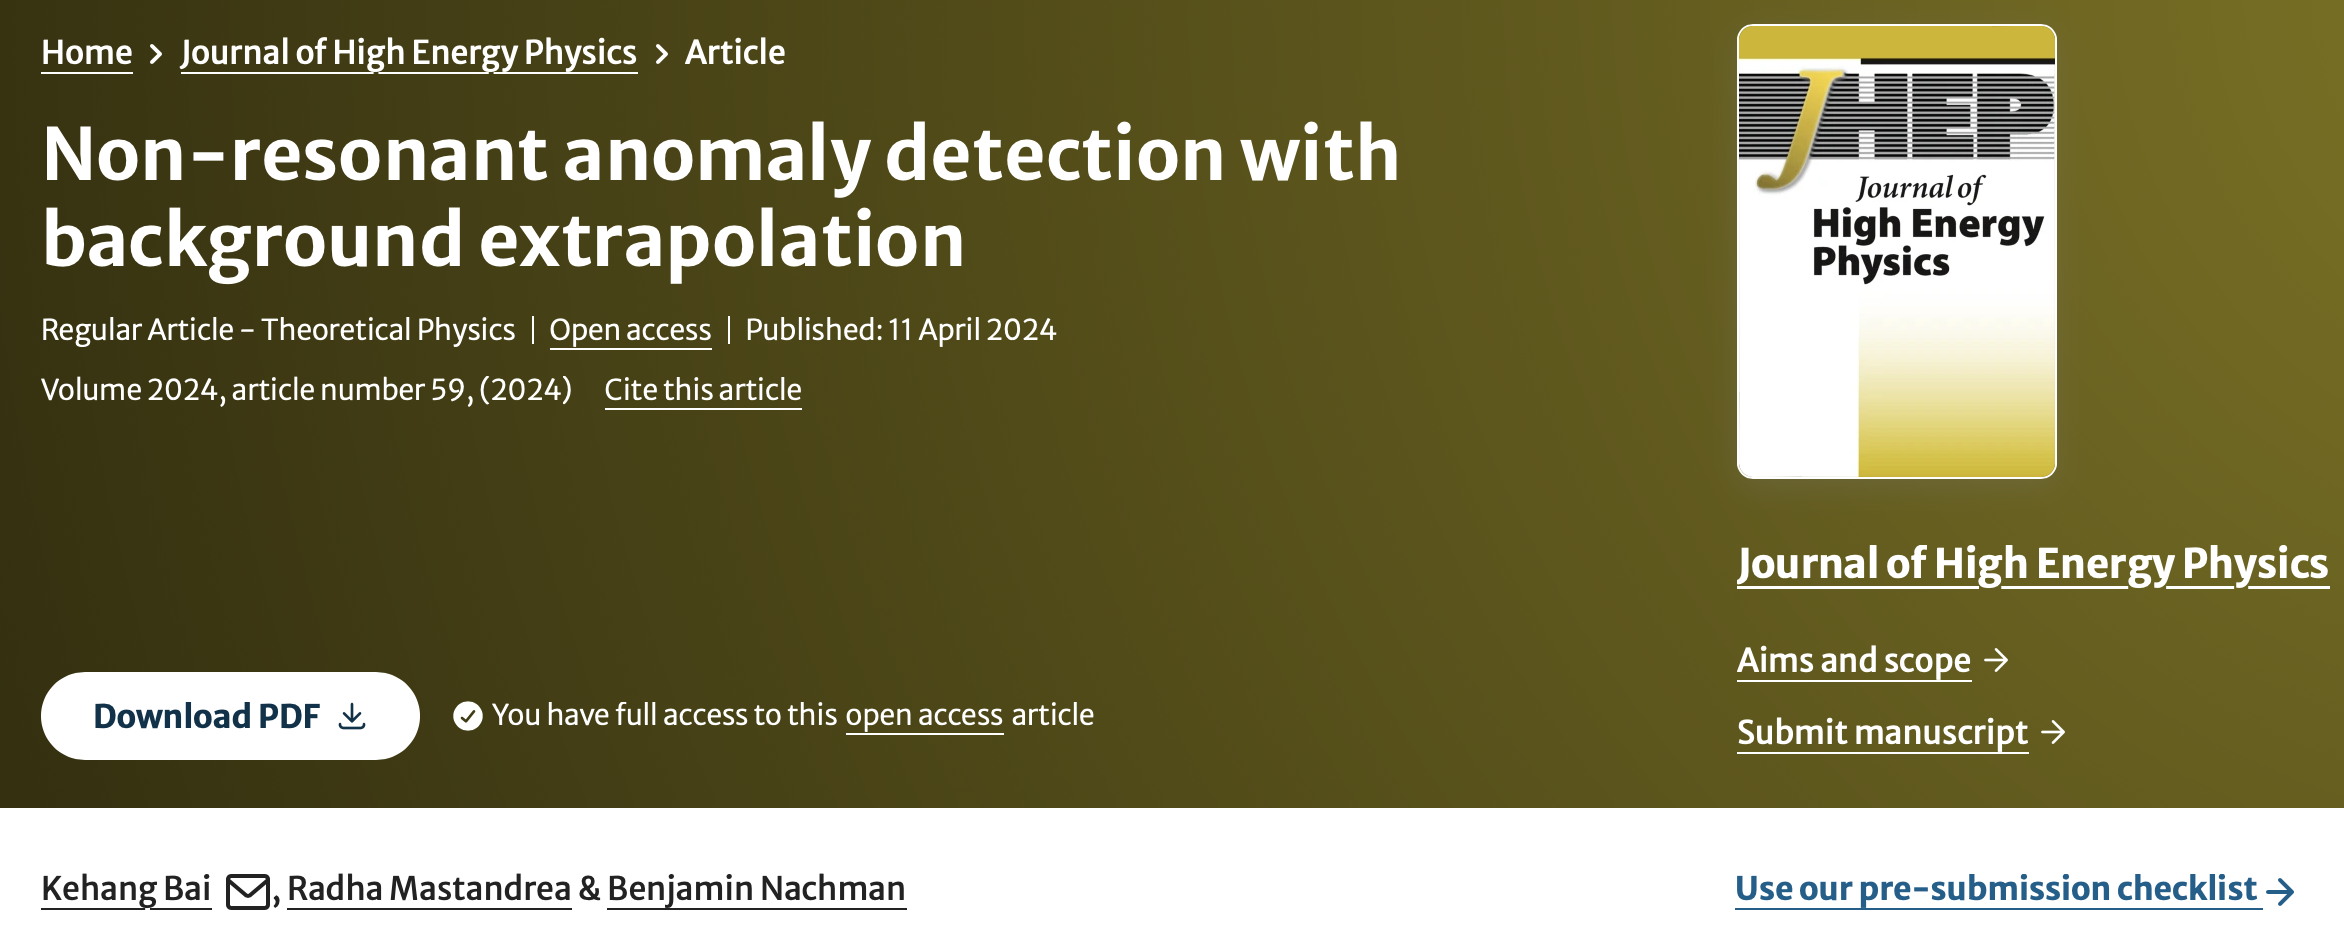 Home > Journal of High Energy Physics > Article
Non-resonant anomaly detection with
background extrapolation
Regular Article - Theoretical Physics | Open access | Published: 11 April 2024
Volume 2024, article number 59, (2024) Cite this article
Download PDF
You have full access to this open access article
JHEP
Journal of
High Energy
Physics
Journal of High Energy Physics
Aims and scope →
Submit manuscript →
Kehang Bai, Radha Mastandrea & Benjamin Nachman
Use our pre-submission checklist →